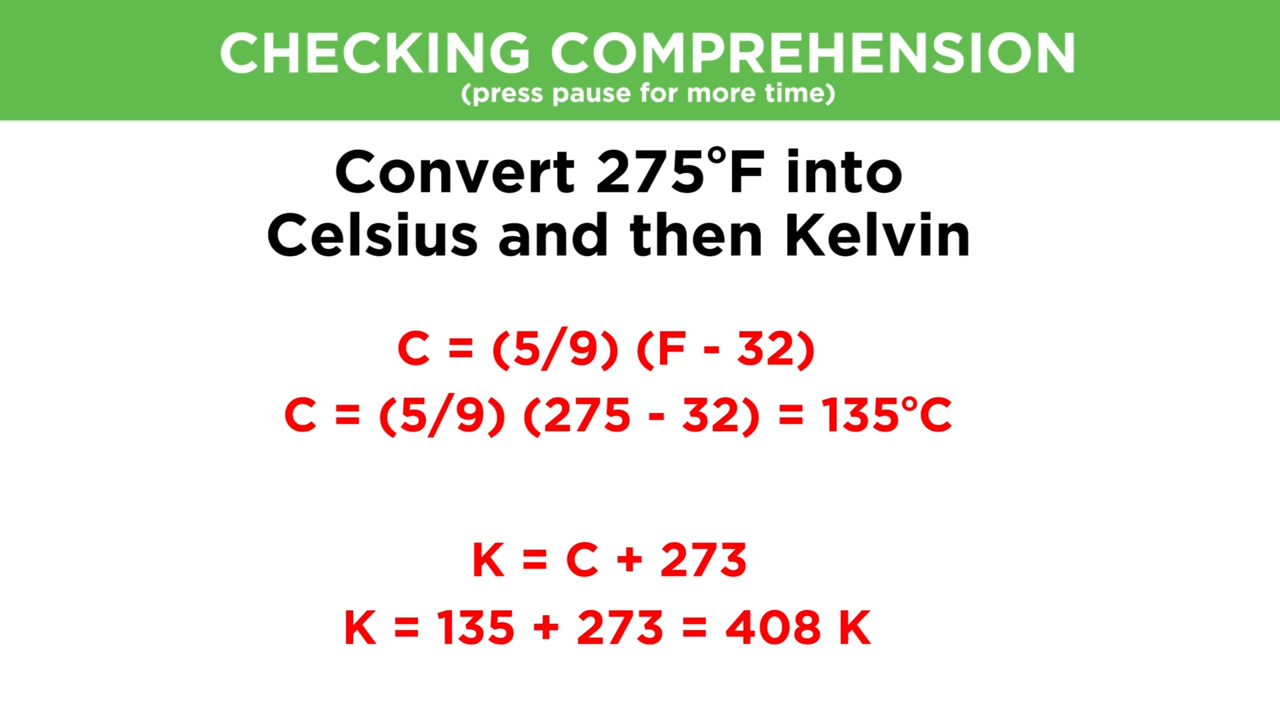 CHECKING COMPREHENSION
(press pause for more time)
Convert 275°F into
Celsius and then Kelvin
C = (5/9) (F - 32)
C = (5/9) (275 - 32) = 135°C
K = C + 273
K = 135 + 273 = 408 K